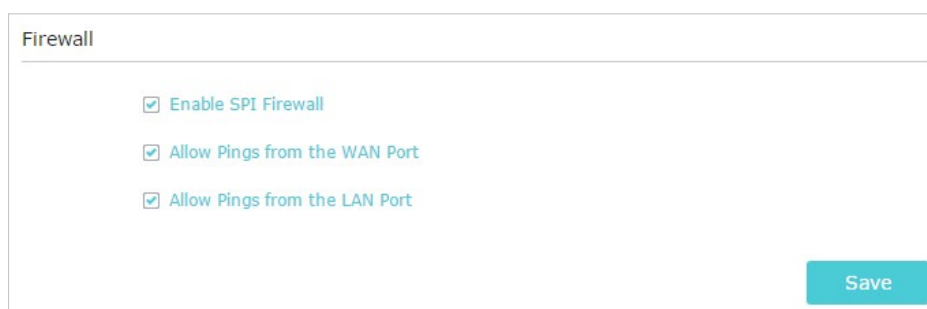 Firewall
Enable SPI Firewall
Allow Pings from the WAN Port
Allow Pings from the LAN Port
Save